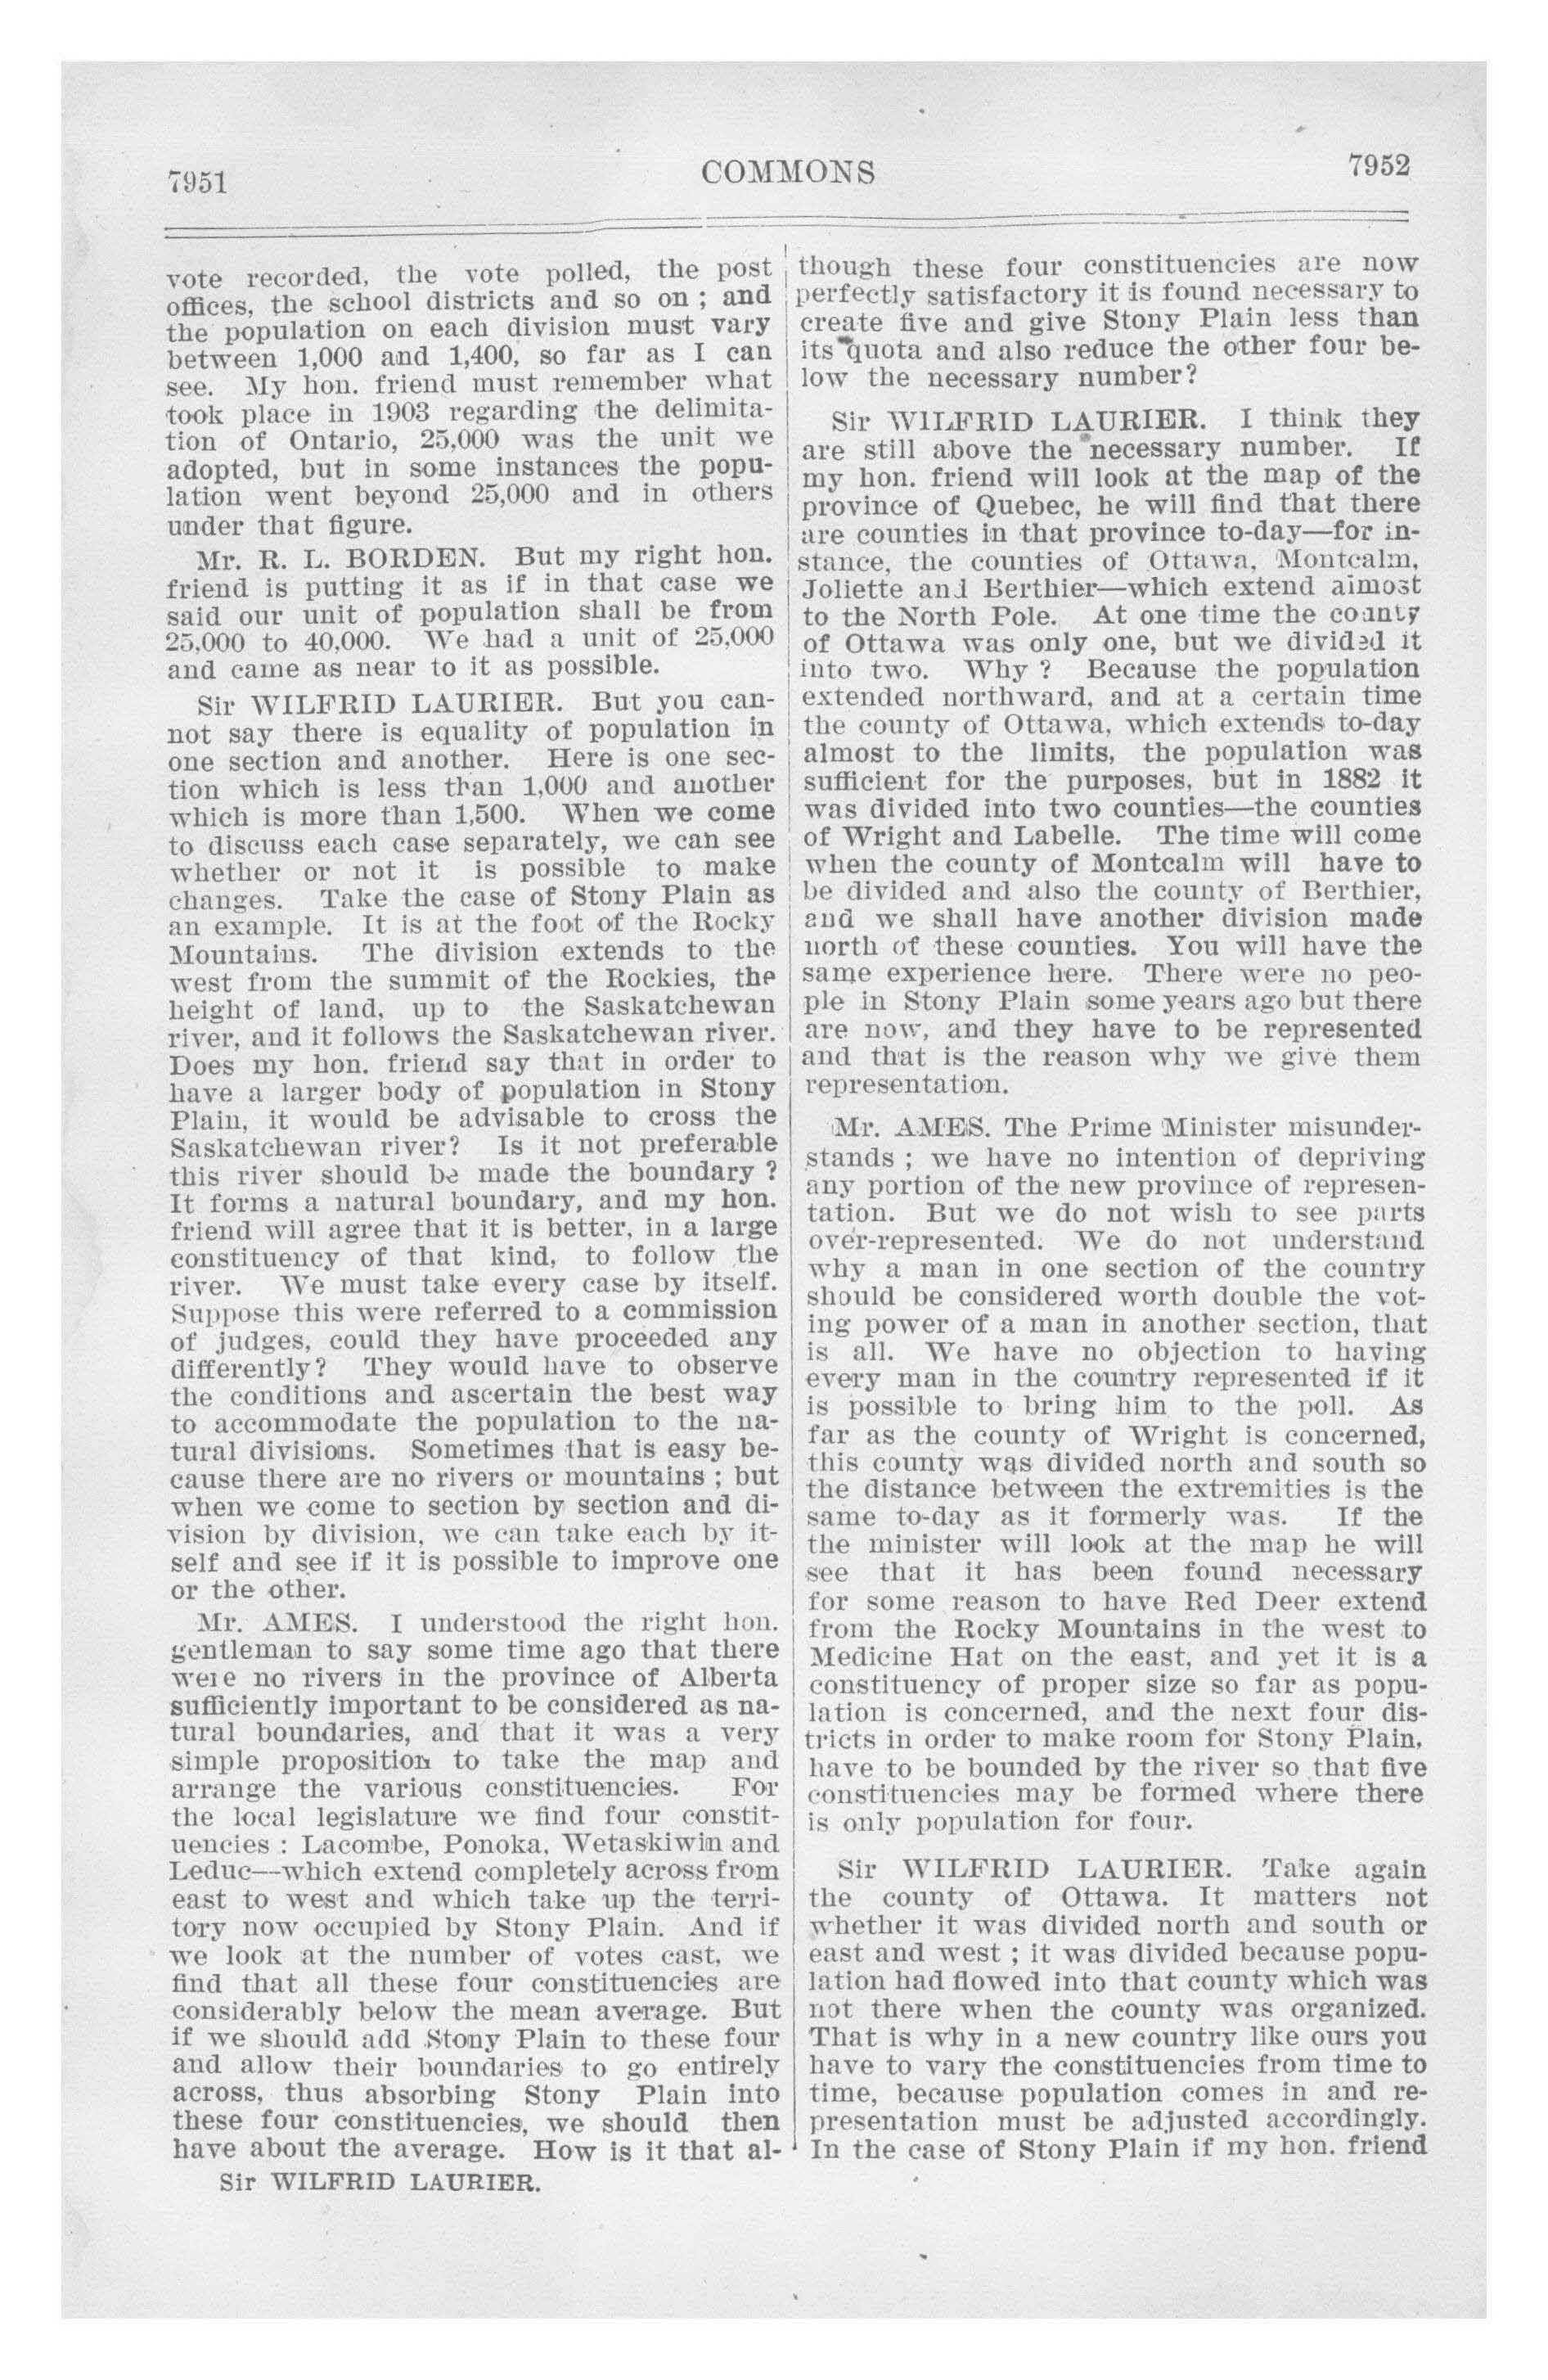 7951
COMMONS
7952
vote recorded, the vote polled, the post
offices, the school districts and so on ; and
the population on each division must vary
between 1,000 and 1,400, so far as I can
see. My hon. friend must remember what
took place in 1903 regarding the delimita-
tion of Ontario, 25,000 was the unit we
adopted, but in some instances the popu-
lation went beyond 25,000 and in others
under that figure.
Mr. R. L. BORDEN. But my right hon.
friend is putting it as if in that case we
said our unit of population shall be from
25,000 to 40,000. We had a unit of 25,000
and came as near to it as possible.
Sir WILFRID LAURIER. But you can-
not say there is equality of population in
one section and another. Here is one sec-
tion which is less than 1,000 and another
which is more than 1,500. When we come
to discuss each case separately, we can see
whether or not it is possible to make
changes. Take the case of Stony Plain as
an example. It is at the foot of the Rocky
Mountains. The division extends to the
west from the summit of the Rockies, the
height of land, up to the Saskatchewan
river, and it follows the Saskatchewan river.
Does my hon. friend say that in order to
have a larger body of population in Stony
Plain, it would be advisable to cross the
Saskatchewan river? Is it not preferable
this river should be made the boundary ?
It forms a natural boundary, and my hon.
friend will agree that it is better, in a large
constituency of that kind, to follow the
river. We must take every case by itself.
Suppose this were referred to a commission
of judges, could they have proceeded any
differently? They would have to observe
the conditions and ascertain the best way
to accommodate the population to the na-
tural divisions. Sometimes that is easy be-
cause there are no rivers or mountains ; but
when we come to section by section and di-
vision by division, we can take each by it-
self and see if it is possible to improve one
or the other.
Mr. AMES. I understood the right hon.
gentleman to say some time ago that there
were no rivers in the province of Alberta
sufficiently important to be considered as na-
tural boundaries, and that it was a very
simple proposition to take the map and
arrange the various constituencies. For
the local legislature we find four constit-
uencies : Lacombe, Ponoka, Wetaskiwin and
Leduc—which extend completely across from
east to west and which take up the terri-
tory now occupied by Stony Plain. And if
we look at the number of votes cast, we
find that all these four constituencies are
considerably below the mean average. But
if we should add Stony Plain to these four
and allow their boundaries to go entirely
across, thus absorbing Stony Plain into
these four constituencies, we should then
have about the average. How is it that al-
Sir WILFRID LAURIER.
though these four constituencies are now
perfectly satisfactory it is found necessary to
create five and give Stony Plain less than
its quota and also reduce the other four be-
low the necessary number?
Sir WILFRID LAURIER. I think they
are still above the necessary number. If
my hon. friend will look at the map of the
province of Quebec, he will find that there
are counties in that province to-day—for in-
stance, the counties of Ottawa, Montcalm,
Joliette and Berthier—which extend almost
to the North Pole. At one time the county
of Ottawa was only one, but we divided it
into two. Why ? Because the population
extended northward, and at a certain time
the county of Ottawa, which extends to-day
almost to the limits, the population was
sufficient for the purposes, but in 1882 it
was divided into two counties—the counties
of Wright and Labelle. The time will come
when the county of Montcalm will have to
be divided and also the county of Berthier,
and we shall have another division made
north of these counties. You will have the
same experience here. There were no peo-
ple in Stony Plain some years ago but there
are now, and they have to be represented
and that is the reason why we give them
representation.
Mr. AMES. The Prime Minister misunder-
stands ; we have no intention of depriving
any portion of the new province of represen-
tation. But we do not wish to see parts
over-represented. We do not understand
why a man in one section of the country
should be considered worth double the vot-
ing power of a man in another section, that
is all. We have no objection to having
every man in the country represented if it
is possible to bring him to the poll. As
far as the county of Wright is concerned,
this county was divided north and south so
the distance between the extremities is the
same to-day as it formerly was. If the
the minister will look at the map he will
see that it has been found necessary
for some reason to have Red Deer extend
from the Rocky Mountains in the west to
Medicine Hat on the east, and yet it is a
constituency of proper size so far as popu-
lation is concerned, and the next four dis-
tricts in order to make room for Stony Plain,
have to be bounded by the river so that five
constituencies may be formed where there
is only population for four.
Sir WILFRID LAURIER. Take again
the county of Ottawa. It matters not
whether it was divided north and south or
east and west ; it was divided because popu-
lation had flowed into that county which was
not there when the county was organized.
That is why in a new country like ours you
have to vary the constituencies from time to
time, because population comes in and re-
presentation must be adjusted accordingly.
In the case of Stony Plain if my hon. friend